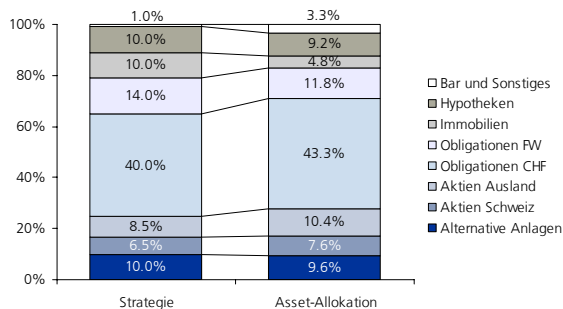 1.0% 3.3%
100%
10.0% 9.2%
10.0% 4.8%
80%
14.0% 11.8%
60%
40.0% 43.3%
40%
20%
8.5% 10.4%
6.5% 7.6%
10.0% 9.6%
0%
Strategie Asset-Allokation
Bar und Sonstiges
Hypotheken
Immobilien
Obligationen FW
Obligationen CHF
Aktien Ausland
Aktien Schweiz
Alternative Anlagen